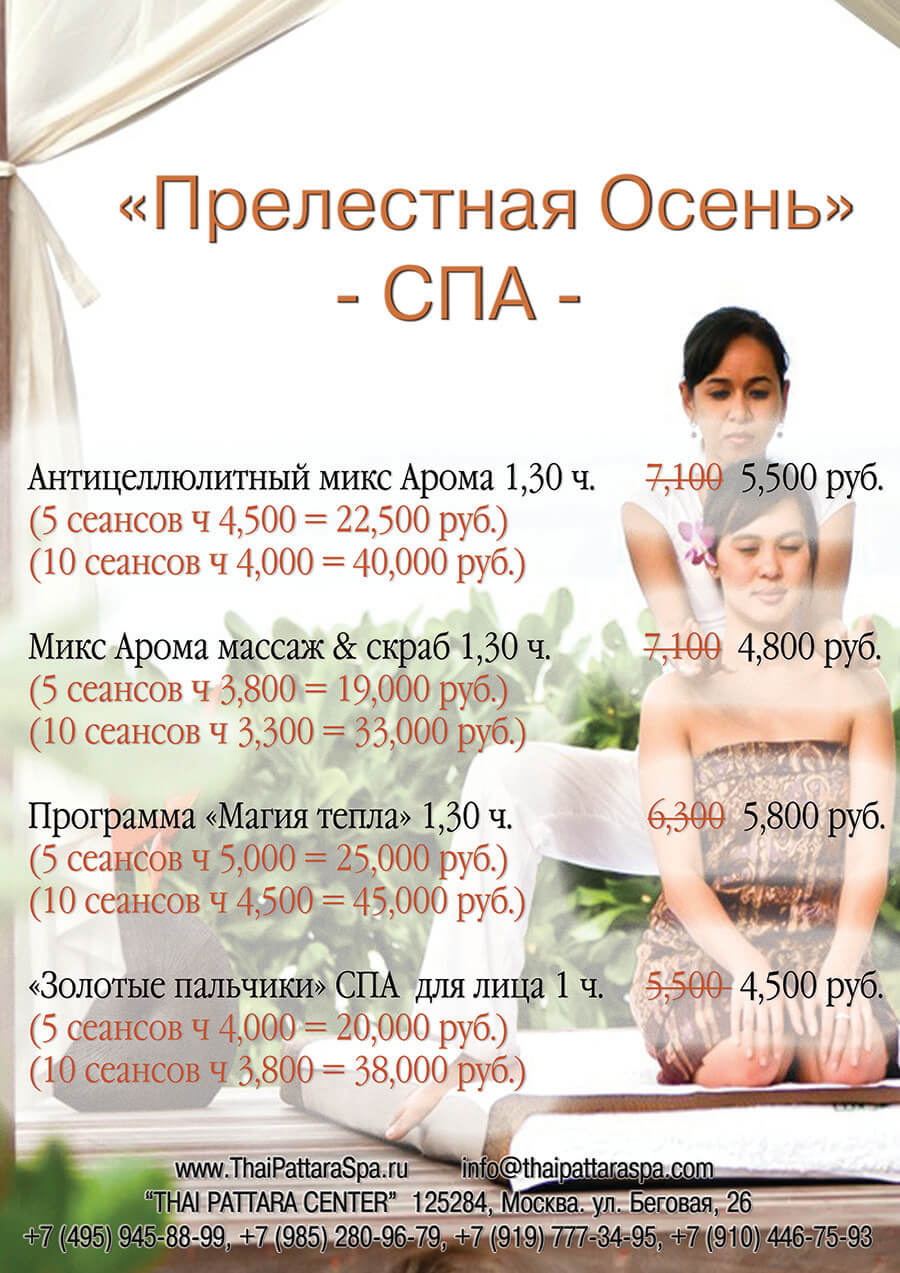 «Прелестная Осень»
- СПА -
Антицеллюлитный микс Арома 1,30 ч. 7,100 5,500 руб.
(5 сеансов ч 4,500 = 22,500 руб.)
(10 сеансов ч 4,000 = 40,000 руб.)
Микс Арома массаж & скраб 1,30 ч. 7,100 4,800 руб.
(5 сеансов ч 3,800 = 19,000 руб.)
(10 сеансов ч 3,300 = 33,000 руб.)
Программа «Магия тепла» 1,30 ч. 6,300 5,800 руб.
(5 сеансов ч 5,000 = 25,000 руб.)
(10 сеансов ч 4,500 = 45,000 руб.)
«Золотые пальчики» СПА для лица 1 ч. 5,500 4,500 руб.
(5 сеансов ч 4,000 = 20,000 руб.)
(10 сеансов ч 3,800 = 38,000 руб.)
www.ThaiPattaraSpa.ru info@thaipattaraspa.com
“THAI PATTARA CENTER” 125284, Москва. ул. Беговая, 26
+7 (495) 945-88-99, +7 (985) 280-96-79, +7 (919) 777-34-95, +7 (910) 446-75-93